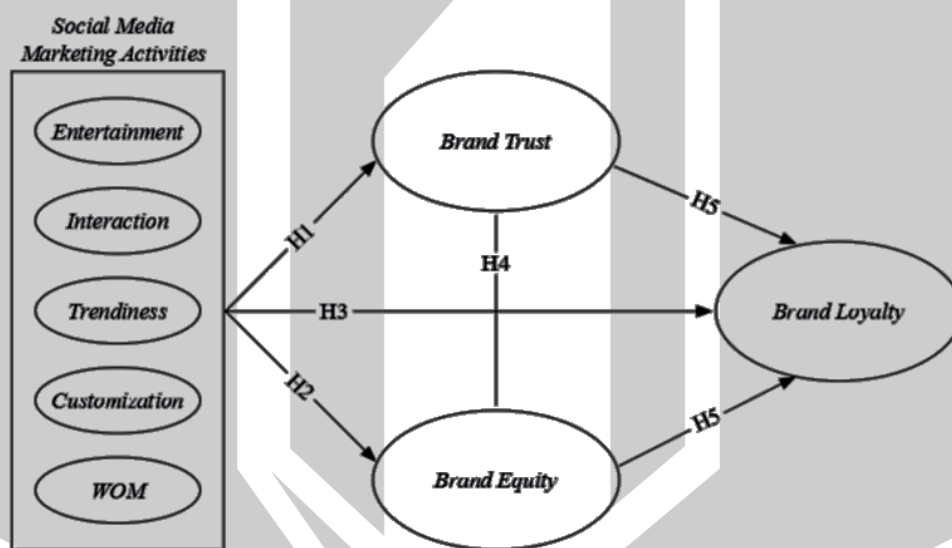 Social Media
Marketing Activities
Entertainment
Interaction
Trendiness
Customization
WOM
H1
H2
H3
Brand Trust
H4
Brand Equity
H5
H5
Brand Loyalty